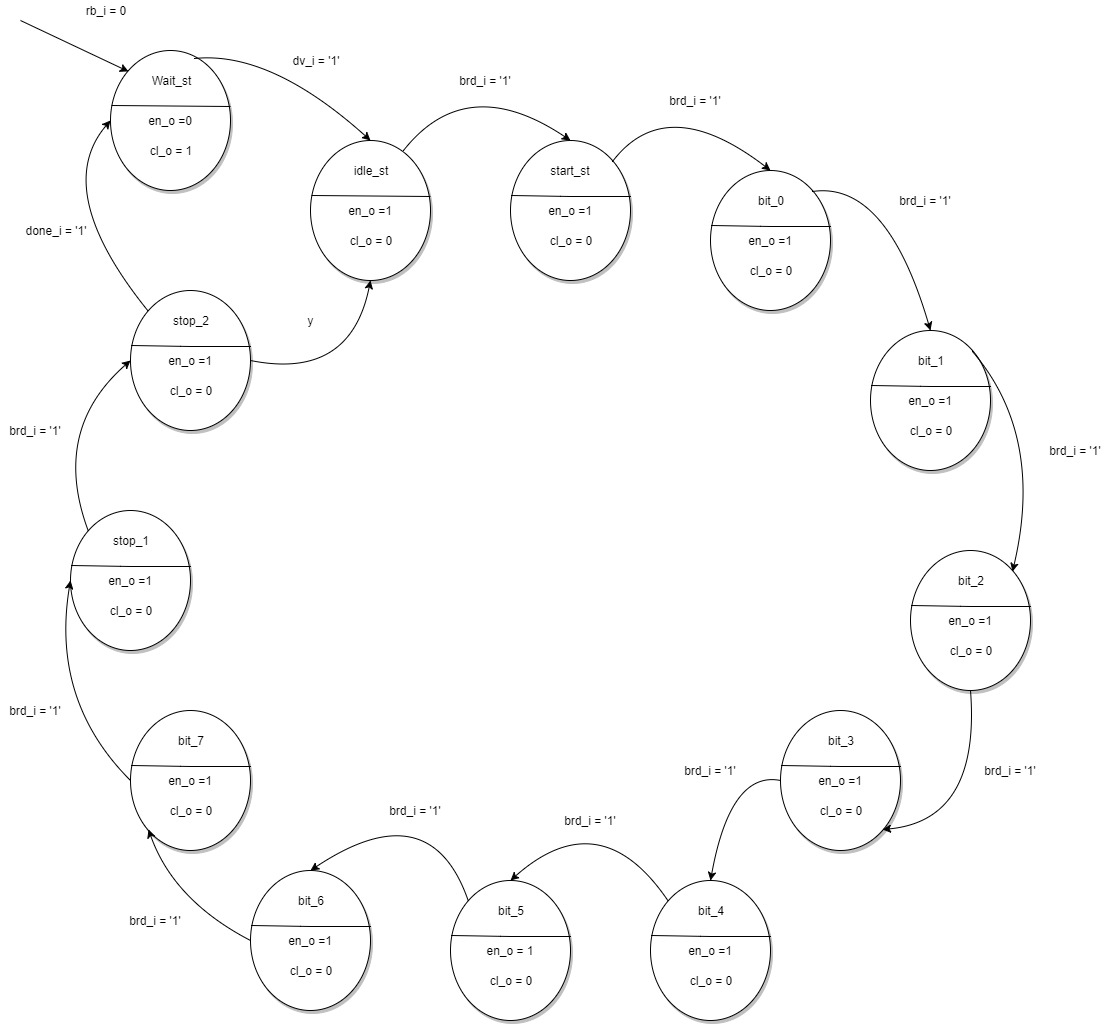 rb_i = 0
Wait_st
en_o =0
cl_o = 1
dv_i = '1'
idle_st
en_o =1
cl_o = 0
brd_i = '1'
start_st
en_o =1
cl_o = 0
brd_i = '1'
bit_0
en_o =1
cl_o = 0
brd_i = '1'
bit_1
en_o =1
cl_o = 0
brd_i = '1'
bit_2
en_o =1
cl_o = 0
brd_i = '1'
bit_3
en_o =1
cl_o = 0
brd_i = '1'
bit_4
en_o =1
cl_o = 0
brd_i = '1'
bit_5
en_o = 1
cl_o = 0
brd_i = '1'
bit_6
en_o =1
cl_o = 0
brd_i = '1'
bit_7
en_o =1
cl_o = 0
brd_i = '1'
stop_1
en_o =1
cl_o = 0
brd_i = '1'
stop_2
en_o =1
cl_o = 0
done_i = '1'
y